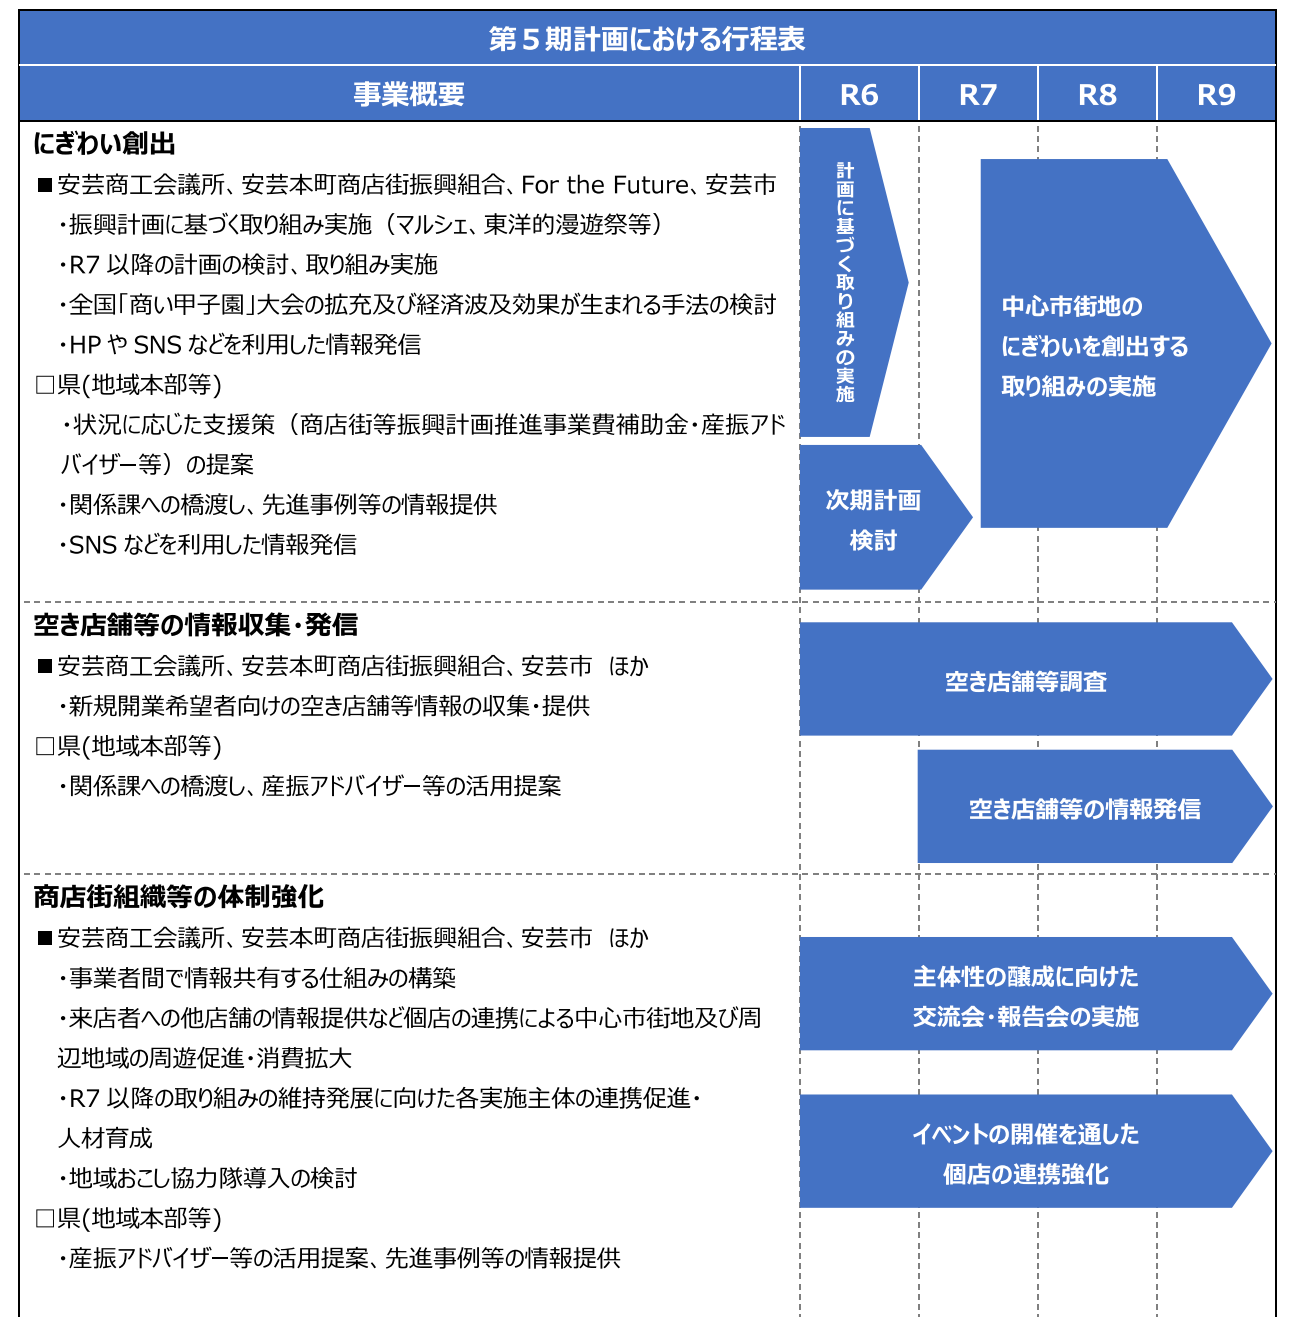 第５期計画における行程表
事業概要 R6 R7 R8 R9
にぎわい創出
■安芸商工会議所、安芸本町商店街振興組合、For the Future、安芸市
・振興計画に基づく取り組み実施（マルシェ、東洋的漫遊祭等）
・R7 以降の計画の検討、取り組み実施
・全国「商い甲子園」大会の拡充及び経済波及効果が生まれる手法の検討
・HP や SNS などを利用した情報発信
□県(地域本部等)
・状況に応じた支援策（商店街等振興計画推進事業費補助金・産振アド
バイザー等）の提案
・関係課への橋渡し、先進事例等の情報提供
・SNS などを利用した情報発信
計画に基づく取り組みの実施
次期計画
検討
中心市街地の
にぎわいを創出する
取り組みの実施
空き店舗等の情報収集・発信
■安芸商工会議所、安芸本町商店街振興組合、安芸市　ほか
・新規開業希望者向けの空き店舗等情報の収集・提供
□県(地域本部等)
・関係課への橋渡し、産振アドバイザー等の活用提案
空き店舗等調査
空き店舗等の情報発信
商店街組織等の体制強化
■安芸商工会議所、安芸本町商店街振興組合、安芸市　ほか
・事業者間で情報共有する仕組みの構築
・来店者への他店舗の情報提供など個店の連携による中心市街地及び周
辺地域の周遊促進・消費拡大
・R7 以降の取り組みの維持発展に向けた各実施主体の連携促進・
人材育成
・地域おこし協力隊導入の検討
□県(地域本部等)
・産振アドバイザー等の活用提案、先進事例等の情報提供
主体性の醸成に向けた
交流会・報告会の実施
イベントの開催を通した
個店の連携強化